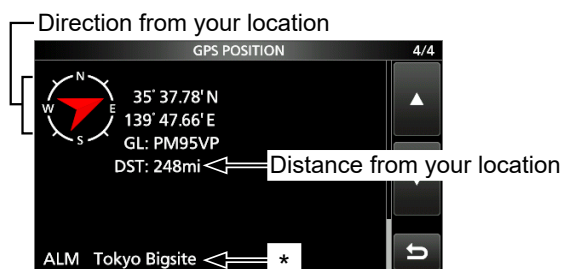 Direction from your location
GPS POSITION 4/4
N
W E
S
35° 37.78' N
139° 47.66' E
GL: PM95VP
DST: 248mi
Distance from your location
ALM Tokyo Bigsite
*